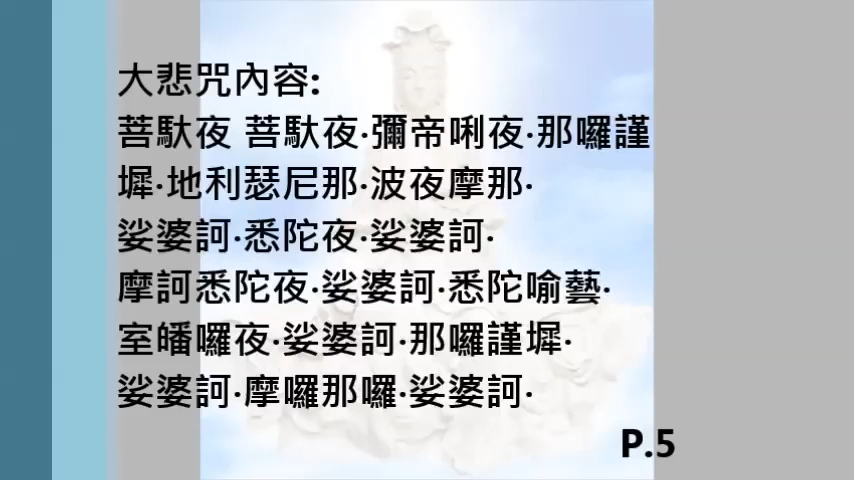 大悲咒內容:
菩馱夜 菩馱夜·彌帝唎夜·那囉謹
墀·地利瑟尼那·波夜摩那·
娑婆訶·悉陀夜·娑婆訶·
摩訶悉陀夜·娑婆訶·悉陀喻藝·
室皤囉夜·娑婆訶·那囉謹墀·
娑婆訶·摩囉那囉·娑婆訶·
P.5